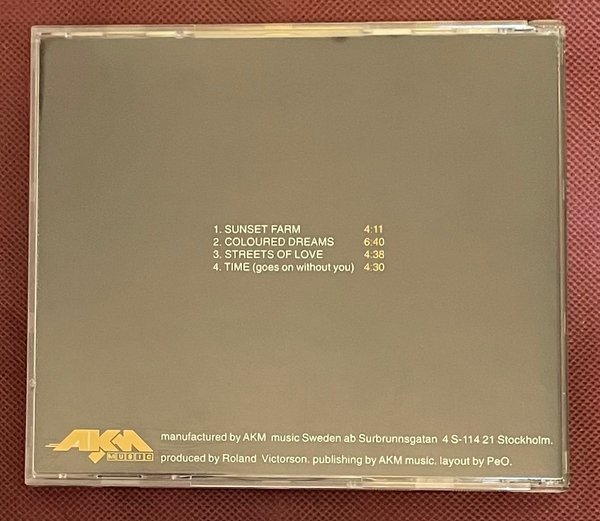 1. SUNSET FARM 4:11
2. COLOURED DREAMS 6:40
3. STREETS OF LOVE 4:38
4. TIME (goes on without you) 4:30
AKM MUSIC
manufactured by AKM music Sweden ab Surbrunnsgatan 4 S-114 21 Stockholm.
produced by Roland Victorson. publishing by AKM music. layout by PeO.